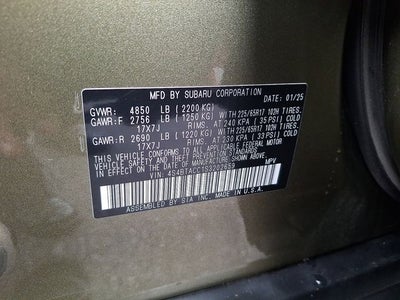 MFD BY SUBARU CORPORATION DATE: 01/25
GVWR: 4850 LB (2200 KG)
GAWR:F 2756 LB (1250 KG) WITH 225/65R17 102H TIRES,
17X7J RIMS, AT 240 KPA ( 35 PSI) COLD
GAWR:R 2690 LB (1220 KG) WITH 225/65R17 102H TIRES,
17X7J RIMS, AT 230 KPA ( 33 PSI) COLD
THIS VEHICLE CONFORMS TO ALL APPLICABLE FEDERAL MOTOR
VEHICLE SAFETY, BUMPER, AND THEFT PREVENTION
STANDARDS IN EFFECT ON THE DATE OF MANUFACTURE
SHOWN ABOVE.
VIN:
ASSEMBLED BY SIA INC. MADE IN U.S.A.